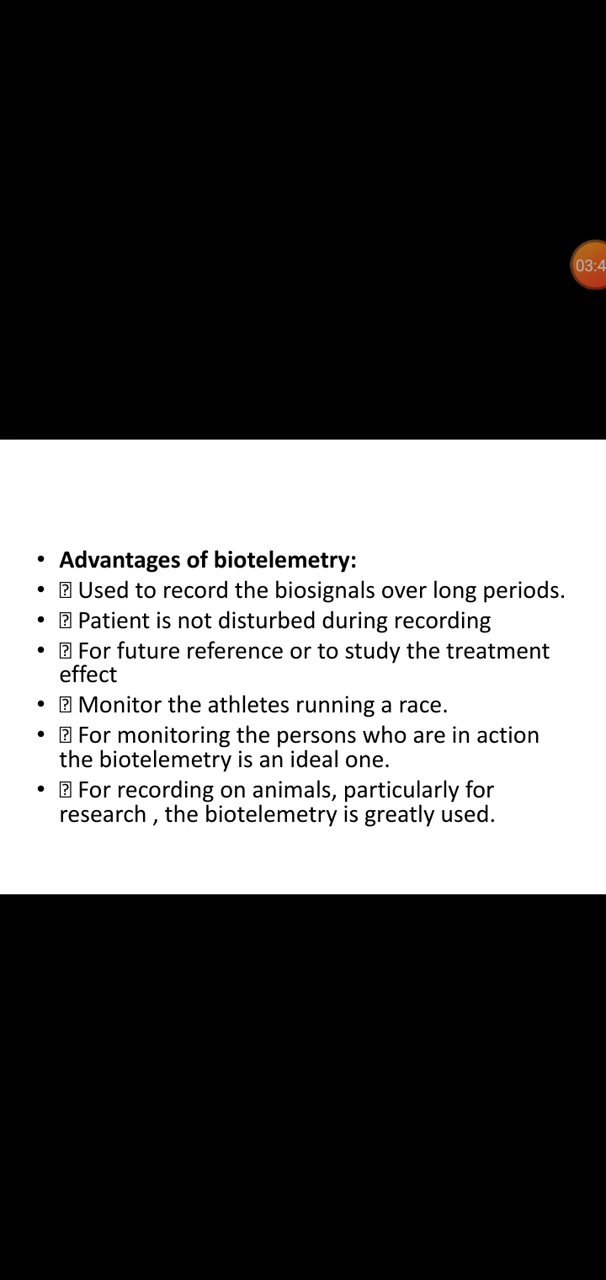 03:4
• Advantages of biotelemetry:
• ⍰ Used to record the biosignals over long periods.
• ⍰ Patient is not disturbed during recording
• ⍰ For future reference or to study the treatment
effect
• ⍰ Monitor the athletes running a race.
• ⍰ For monitoring the persons who are in action
the biotelemetry is an ideal one.
• ⍰ For recording on animals, particularly for
research , the biotelemetry is greatly used.